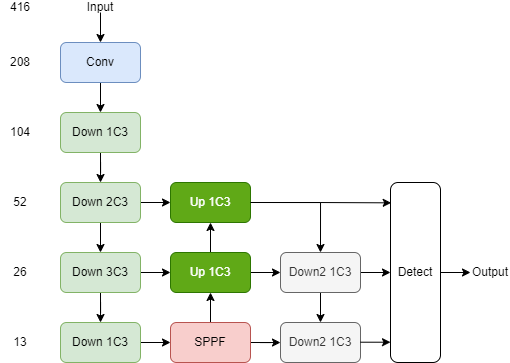 416 Input
208 Conv
104 Down 1C3
52 Down 2C3 Up 1C3
26 Down 3C3 Up 1C3 Down2 1C3 Detect Output
13 Down 1C3 SPPF Down2 1C3